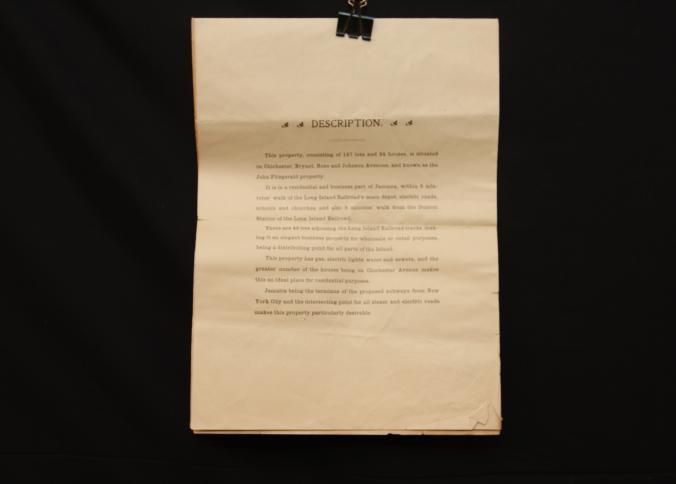 DESCRIPTION.
This property, consisting of 147 lots and 94 houses, is situated
on Chichester, Bryant, Rose and Johnson Avenues, and known as the
John Fitzgerald property.
It is in a residential and business part of Jamaica, within 5 min-
utes' walk of the Long Island Railroad's main depot, electric roads,
schools and churches, and also 5 minutes' walk from the Dunton
Station of the Long Island Railroad.
There are 40 lots adjoining the Long Island Railroad tracks, mak-
ing it an elegant business property for wholesale or retail purposes,
being a distributing point for all parts of the Island.
This property has gas, electric lights, water and sewers, and the
greater number of the houses being on Chichester Avenue makes
this an ideal place for residential purposes.
Jamaica being the terminus of the proposed subways from New
York City and the intersecting point for all steam and electric roads
makes this property particularly desirable.